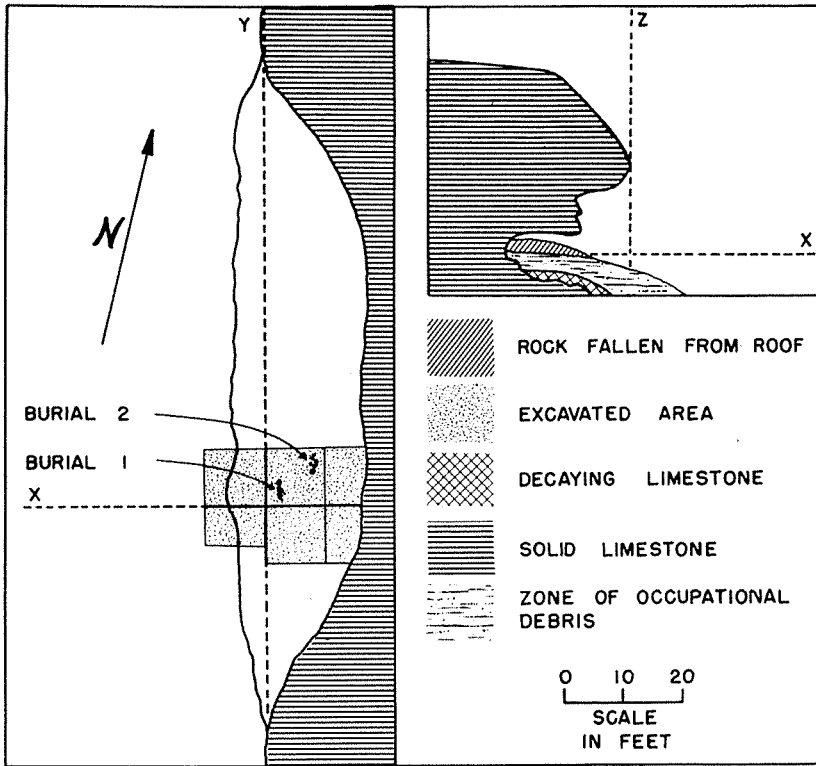 Y
N
BURIAL 2
BURIAL 1
X
Z
X
ROCK FALLEN FROM ROOF
EXCAVATED AREA
DECAYING LIMESTONE
SOLID LIMESTONE
ZONE OF OCCUPATIONAL
DEBRIS
0 10 20
SCALE
IN FEET